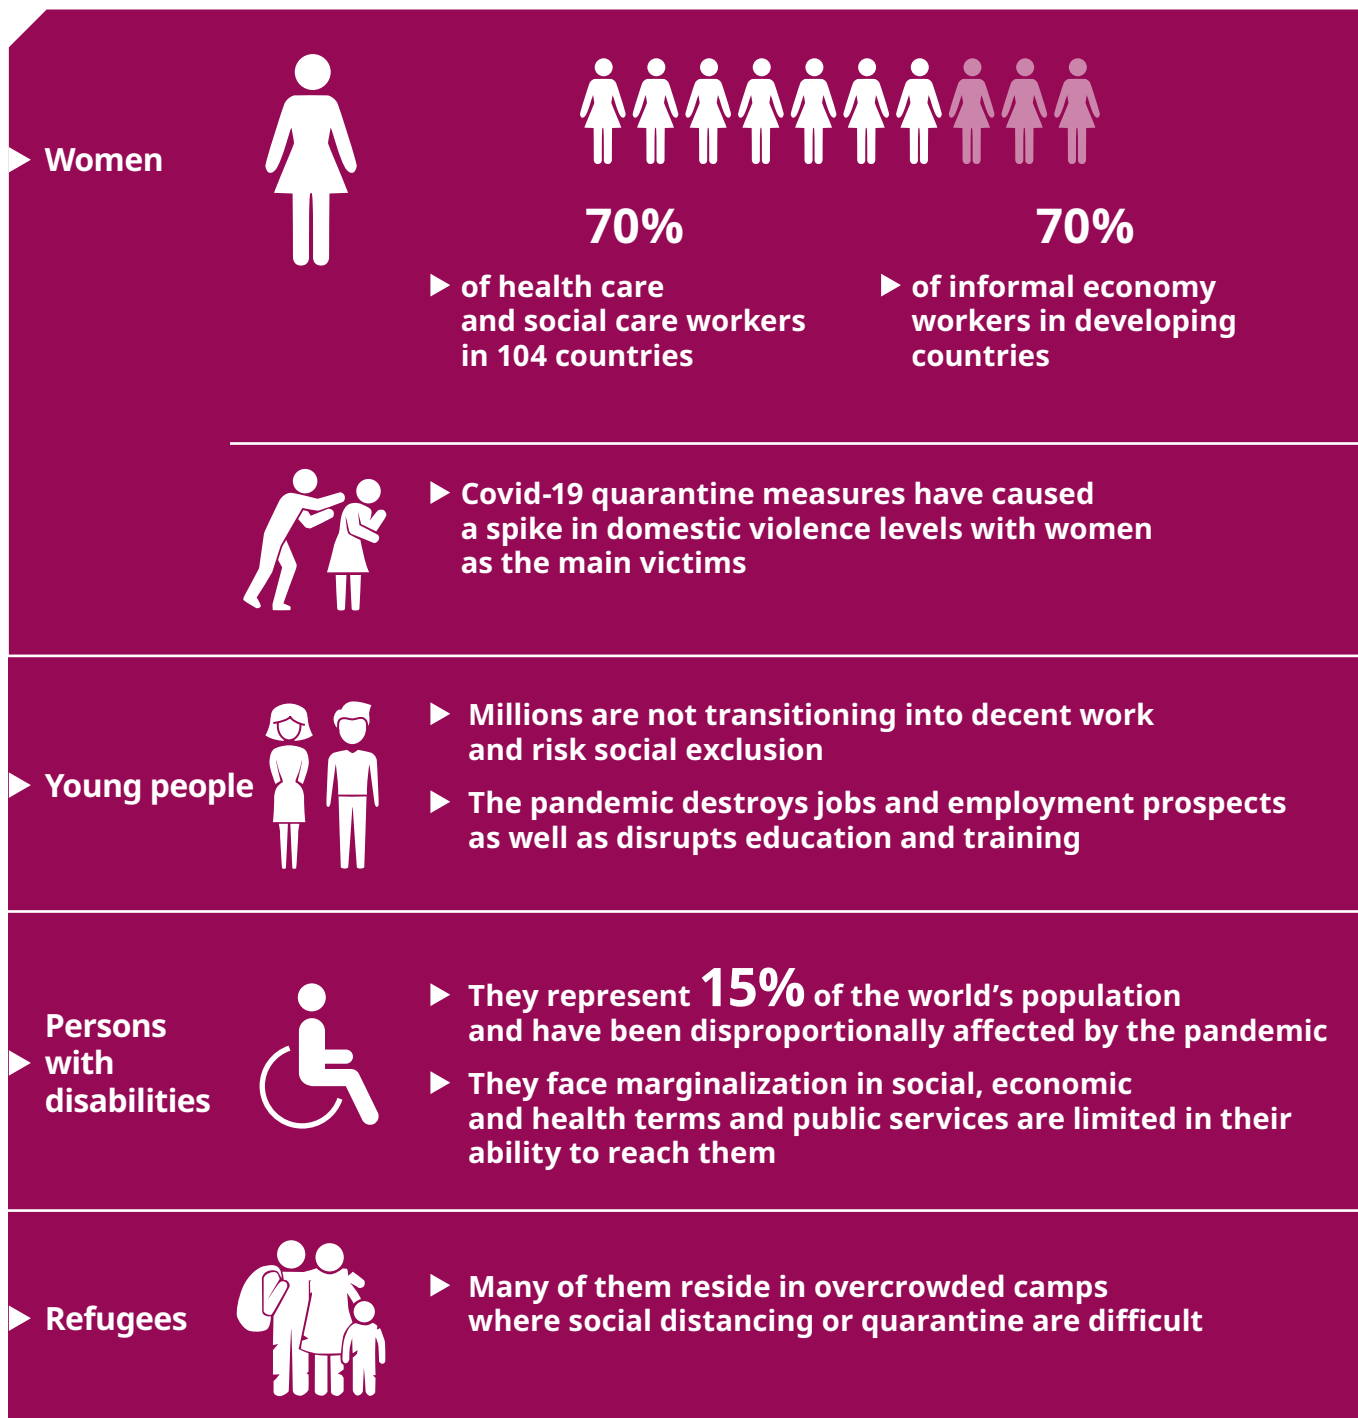 Women
70%
of health care
and social care workers
in 104 countries
70%
of informal economy
workers in developing
countries
Covid-19 quarantine measures have caused
a spike in domestic violence levels with women
as the main victims
Young people
Millions are not transitioning into decent work
and risk social exclusion
The pandemic destroys jobs and employment prospects
as well as disrupts education and training
Persons
with
disabilities
They represent 15% of the world’s population
and have been disproportionally affected by the pandemic
They face marginalization in social, economic
and health terms and public services are limited in their
ability to reach them
Refugees
Many of them reside in overcrowded camps
where social distancing or quarantine are difficult